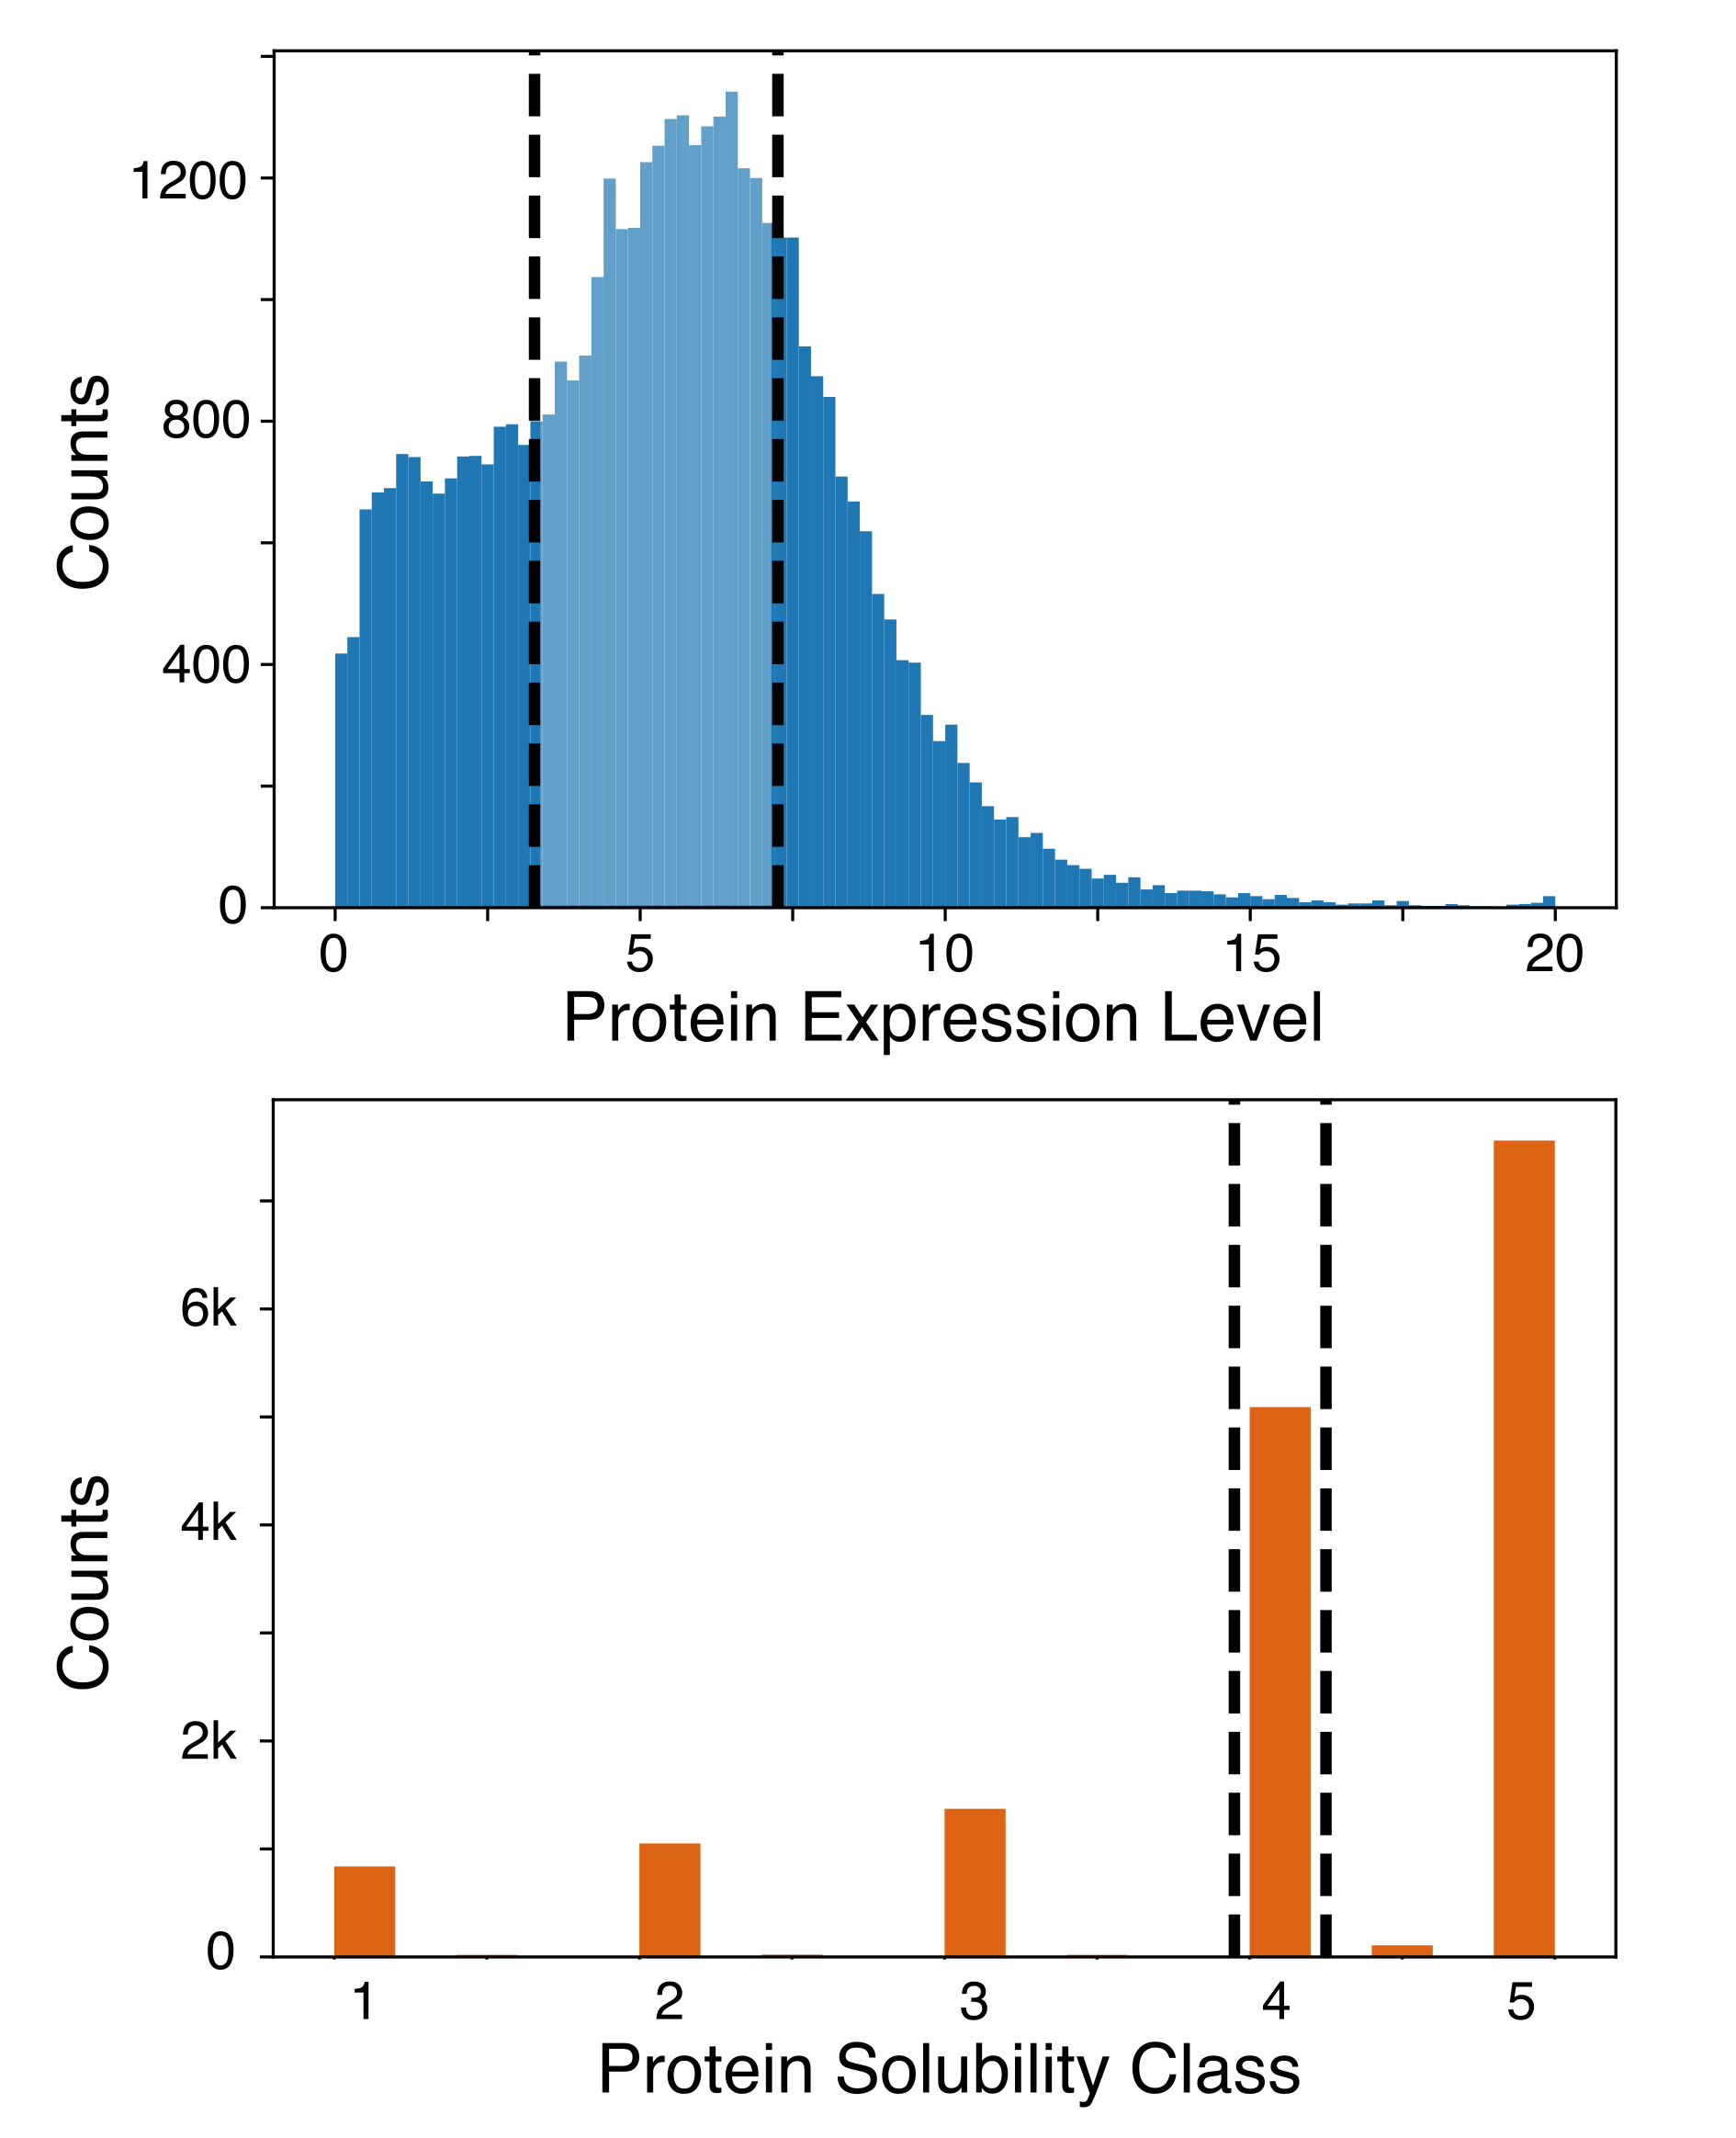 1200
800
400
0
Counts
0 5 10 15 20
Protein Expression Level
6k
4k
2k
0
Counts
1 2 3 4 5
Protein Solubility Class